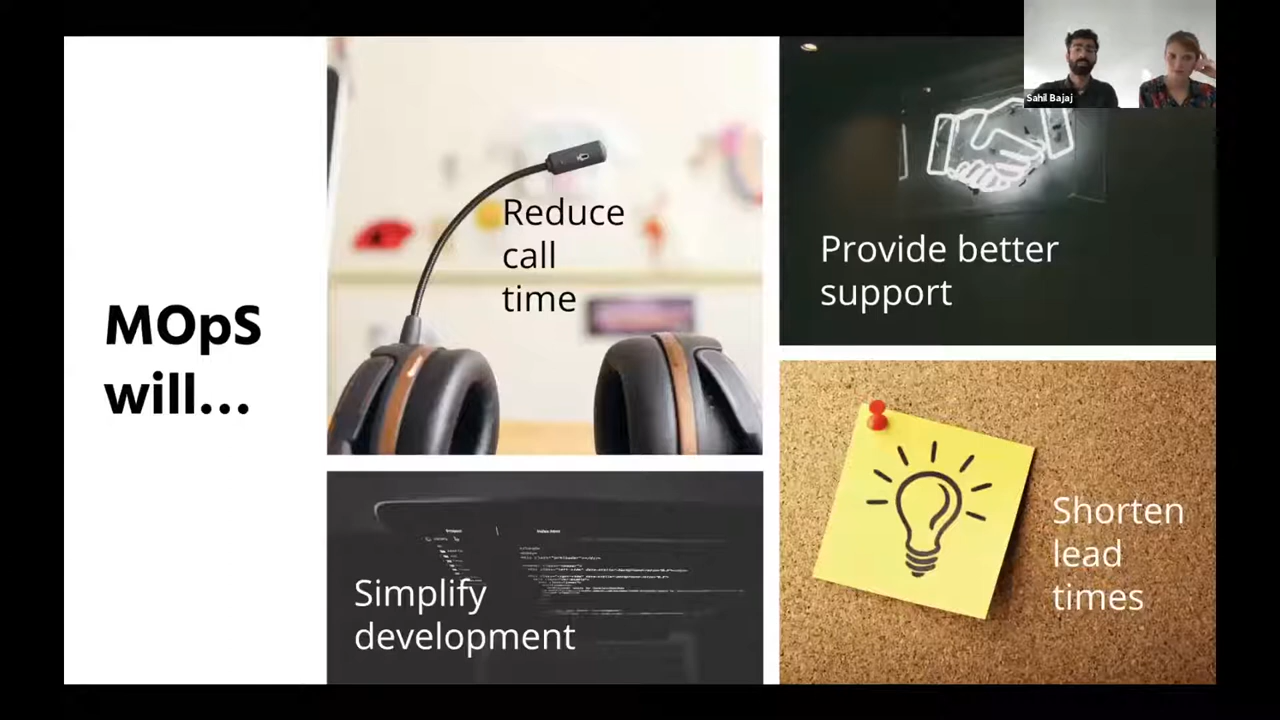 MOpS
will...
Reduce
call
time
Provide better
support
Simplify
development
Shorten
lead
times
Sahil Bajaj